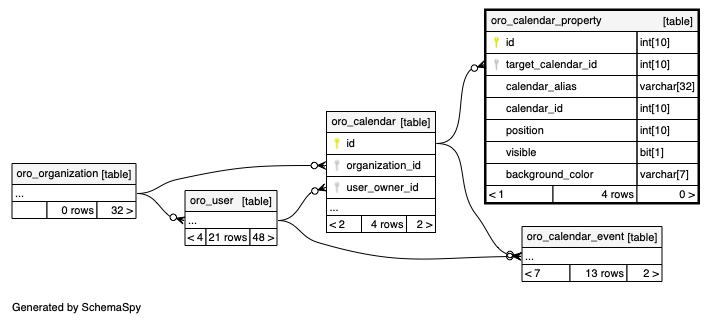 oro_calendar_property [table]
id int[10]
target_calendar_id int[10]
calendar_alias varchar[32]
calendar_id int[10]
position int[10]
visible bit[1]
background_color varchar[7]
< 1 4 rows 0 >
oro_calendar [table]
id
organization_id
user_owner_id
...
< 2 4 rows 2 >
oro_organization [table]
...
0 rows 32 >
oro_user [table]
...
< 4 21 rows 48 >
oro_calendar_event [table]
...
< 7 13 rows 2 >
Generated by SchemaSpy